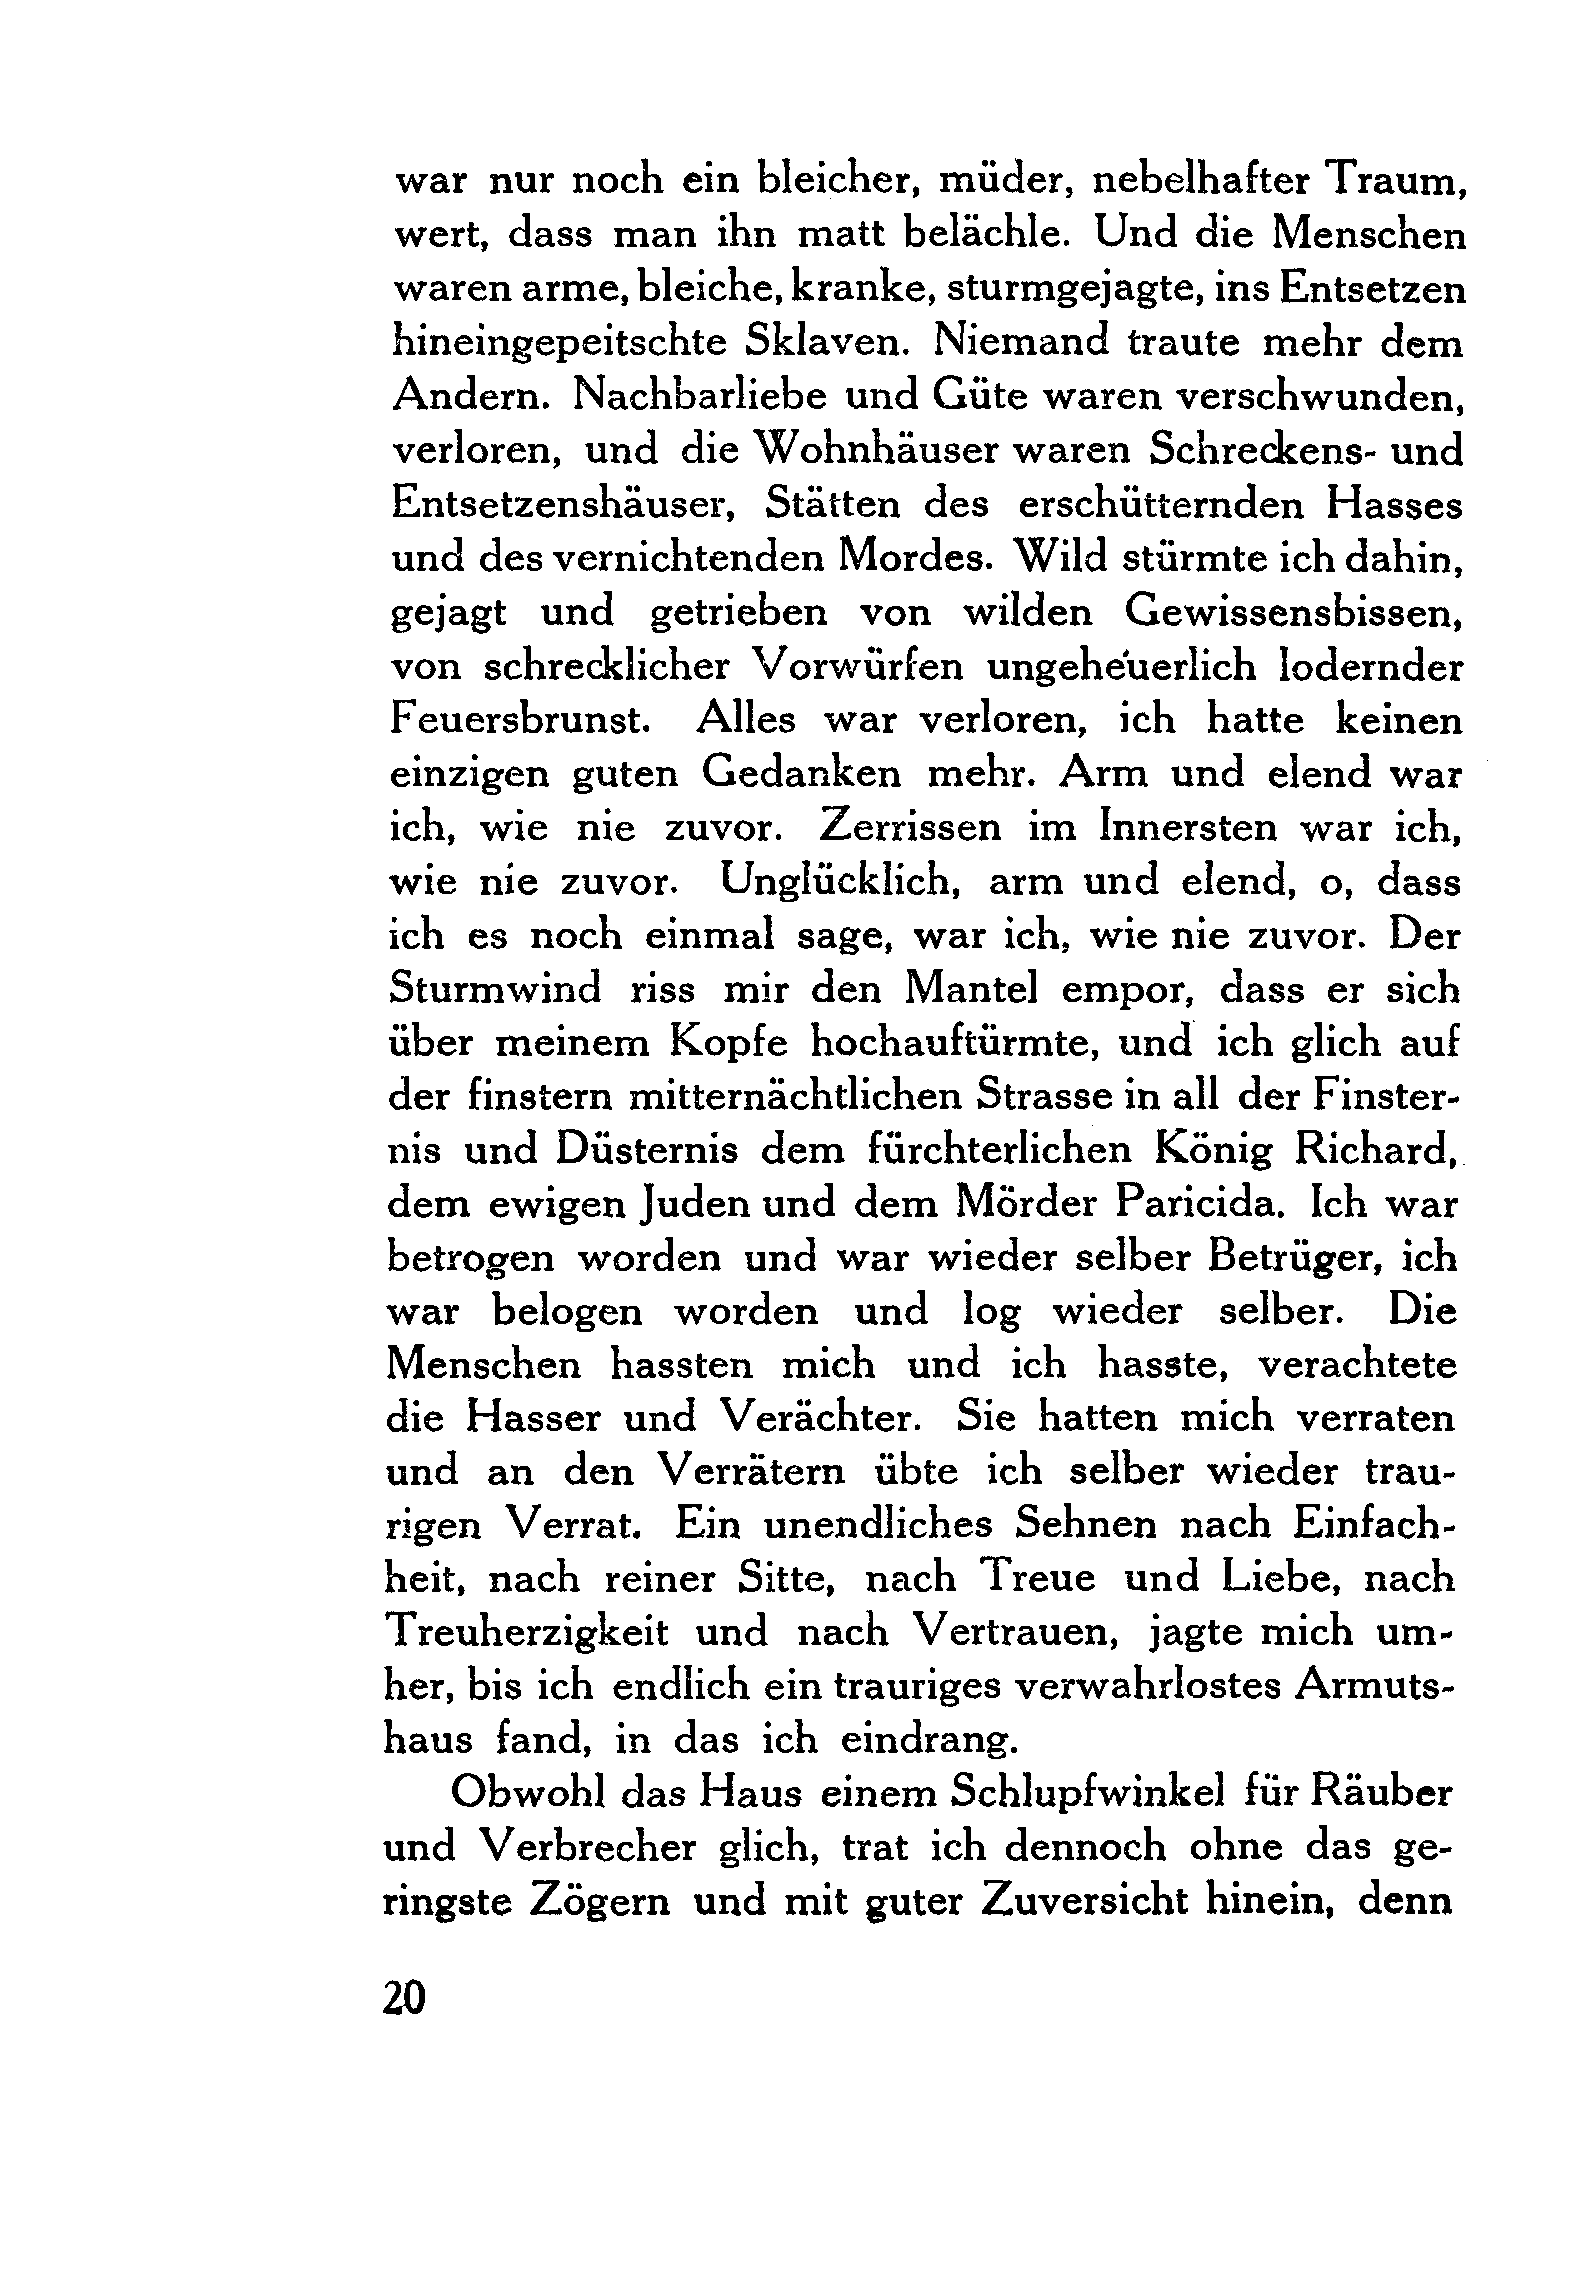 war nur noch ein bleicher, müder, nebelhafter Traum,
wert, dass man ihn matt belächle. Und die Menschen
waren arme, bleiche, kranke, sturmgejagte, ins Entsetzen
hineingepeitschte Sklaven. Niemand traute mehr dem
Andern. Nachbarliebe und Güte waren verschwunden,
verloren, und die Wohnhäuser waren Schreckens- und
Entsetzenshäuser, Stätten des erschütternden Hasses
und des vernichtenden Mordes. Wild stürmte ich dahin,
gejagt und getrieben von wilden Gewissensbissen,
von schrecklicher Vorwürfen ungeheuerlich lodernder
Feuersbrunst. Alles war verloren, ich hatte keinen
einzigen guten Gedanken mehr. Arm und elend war
ich, wie nie zuvor. Zerrissen im Innersten war ich,
wie nie zuvor. Unglücklich, arm und elend, o, dass
ich es noch einmal sage, war ich, wie nie zuvor. Der
Sturmwind riss mir den Mantel empor, dass er sich
über meinem Kopfe hochauftürmte, und ich glich auf
der finstern mitternächtlichen Strasse in all der Finster-
nis und Düsternis dem fürchterlichen König Richard,
dem ewigen Juden und dem Mörder Paricida. Ich war
betrogen worden und war wieder selber Betrüger, ich
war belogen worden und log wieder selber. Die
Menschen hassten mich und ich hasste, verachtete
die Hasser und Verächter. Sie hatten mich verraten
und an den Verrätern übte ich selber wieder trau-
rigen Verrat. Ein unendliches Sehnen nach Einfach-
heit, nach reiner Sitte, nach Treue und Liebe, nach
Treuherzigkeit und nach Vertrauen, jagte mich um-
her, bis ich endlich ein trauriges verwahrlostes Armuts-
haus fand, in das ich eindrang.
Obwohl das Haus einem Schlupfwinkel für Räuber
und Verbrecher glich, trat ich dennoch ohne das ge-
ringste Zögern und mit guter Zuversicht hinein, denn
20